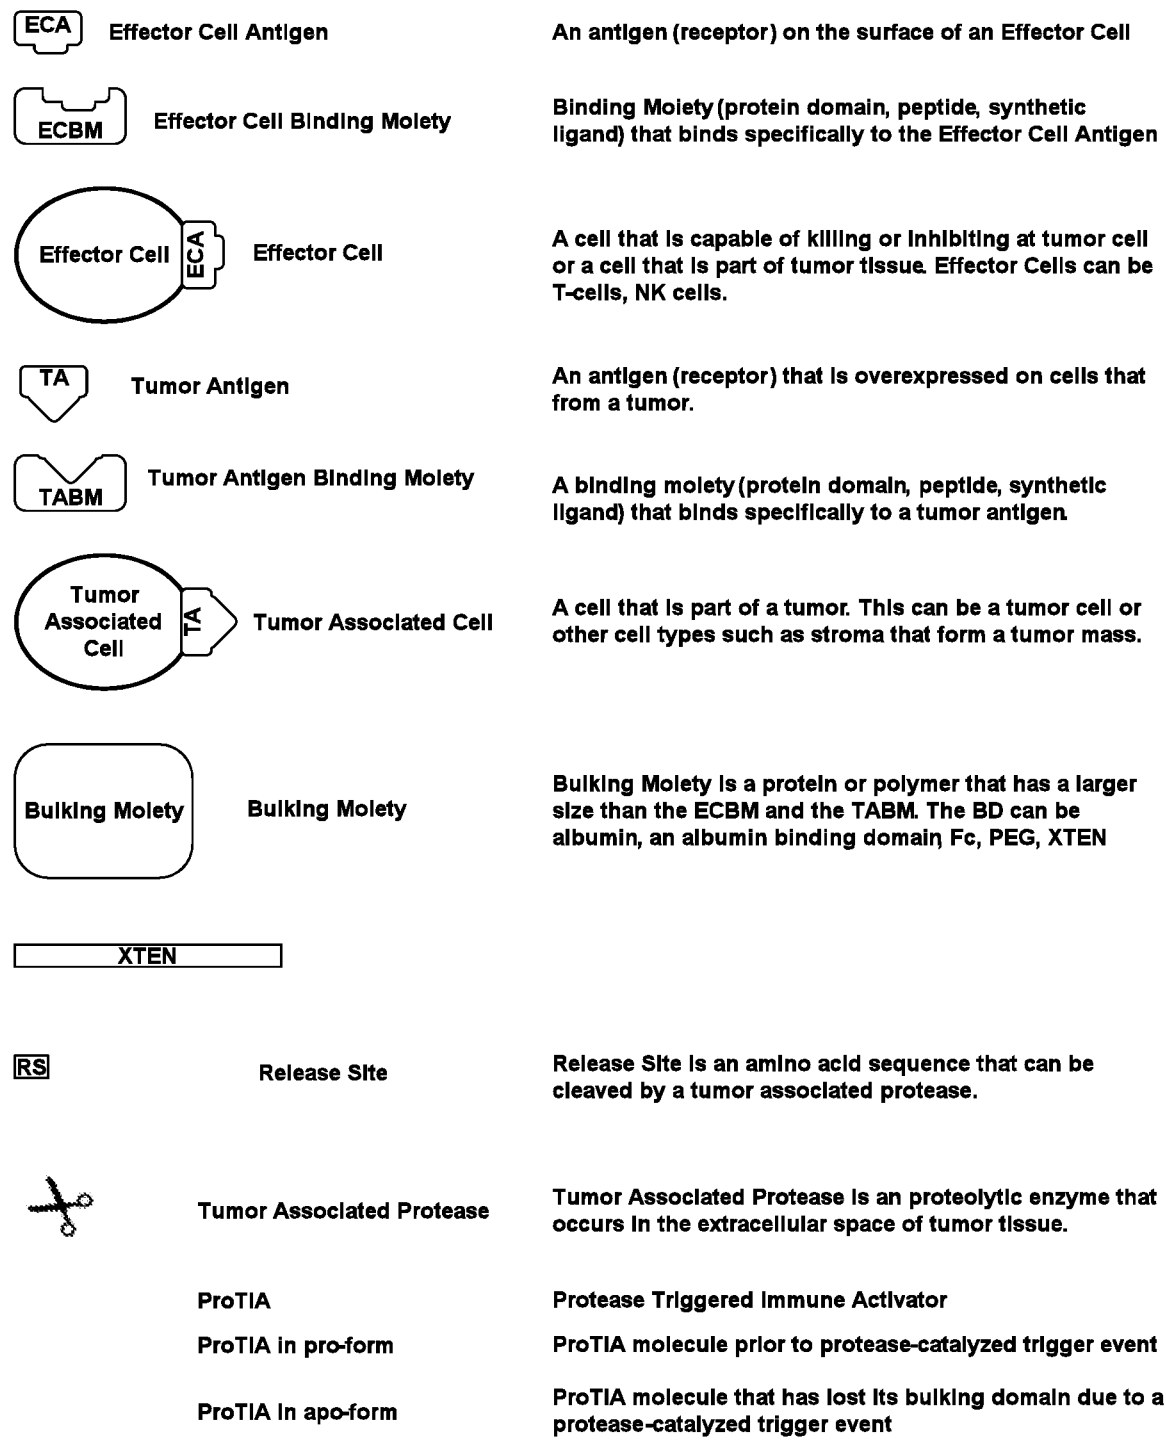 ECA
Effector Cell Antigen
An antigen (receptor) on the surface of an Effector Cell
ECBM
Effector Cell Binding Moiety
Binding Moiety (protein domain, peptide, synthetic
ligand) that binds specifically to the Effector Cell Antigen
Effector Cell
ECA
Effector Cell
A cell that is capable of killing or inhibiting at tumor cell
or a cell that is part of tumor tissue. Effector Cells can be
T-cells, NK cells.
TA
Tumor Antigen
An antigen (receptor) that is overexpressed on cells that
from a tumor.
TABM
Tumor Antigen Binding Moiety
A binding moiety (protein domain, peptide, synthetic
ligand) that binds specifically to a tumor antigen.
Tumor
Associated
Cell
TA
Tumor Associated Cell
A cell that is part of a tumor. This can be a tumor cell or
other cell types such as stroma that form a tumor mass.
Bulking Moiety
Bulking Moiety
Bulking Moiety is a protein or polymer that has a larger
size than the ECBM and the TABM. The BD can be
albumin, an albumin binding domain, Fc, PEG, XTEN
XTEN
RS
Release Site
Release Site is an amino acid sequence that can be
cleaved by a tumor associated protease.
Tumor Associated Protease
Tumor Associated Protease is an proteolytic enzyme that
occurs in the extracellular space of tumor tissue.
ProTIA
Protease Triggered Immune Activator
ProTIA in pro-form
ProTIA molecule prior to protease-catalyzed trigger event
ProTIA in apo-form
ProTIA molecule that has lost its bulking domain due to a
protease-catalyzed trigger event